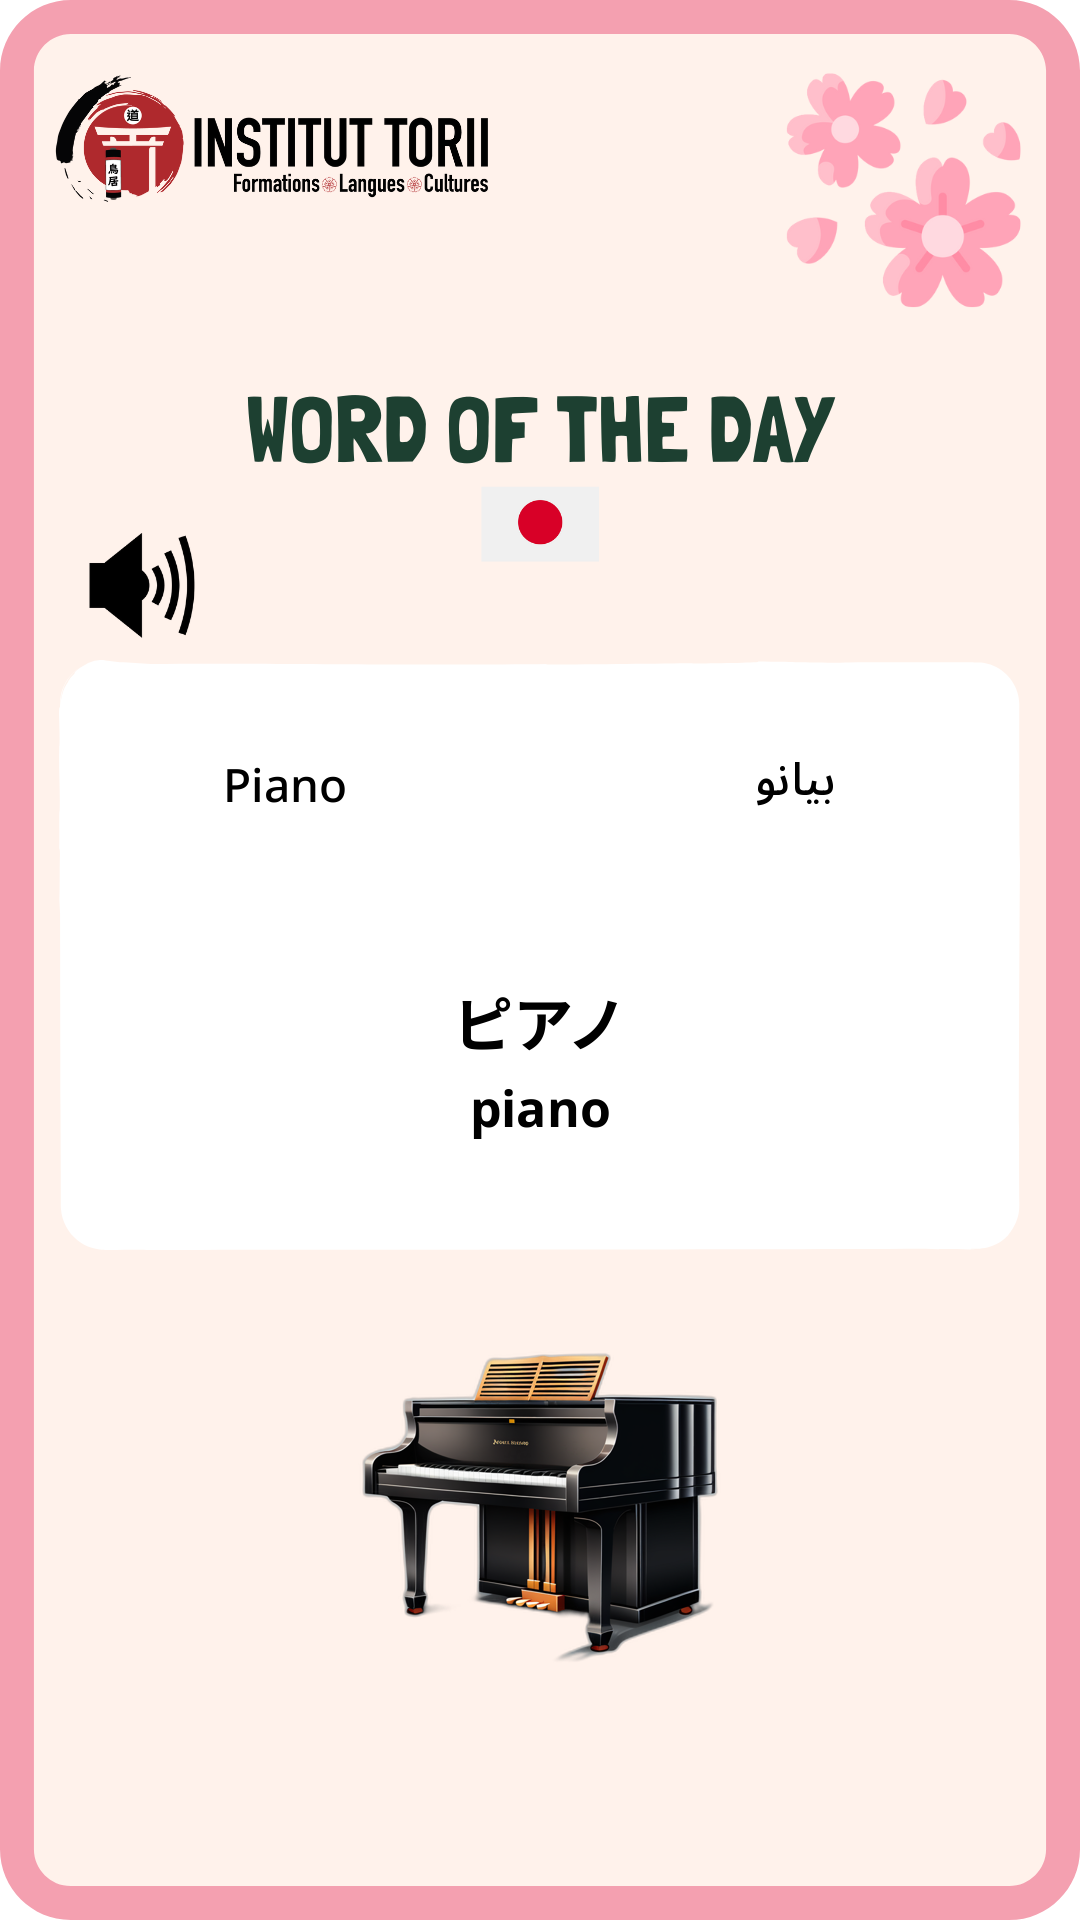 道
鳥居
INSTITUT TORII
Formations Langues Cultures
WORD OF THE DAY
Piano
بيانو
ピアノ
piano